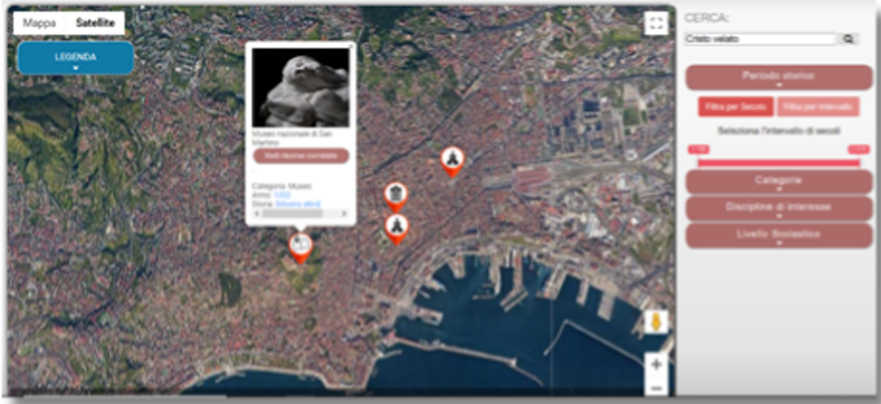 Mappa Satellite
LEGENDA
Museo nazionale di San
Martino
Vedi risorse correlate
Categoria: Museo
Anno:
Storia: [Mostra altro]
CERCA:
Cristo velato
Periodo storico
Filtra per Secolo Filtra per Intervallo
Seleziona l'intervallo di secoli
Categorie
Discipline di interesse
Livello Scolastico